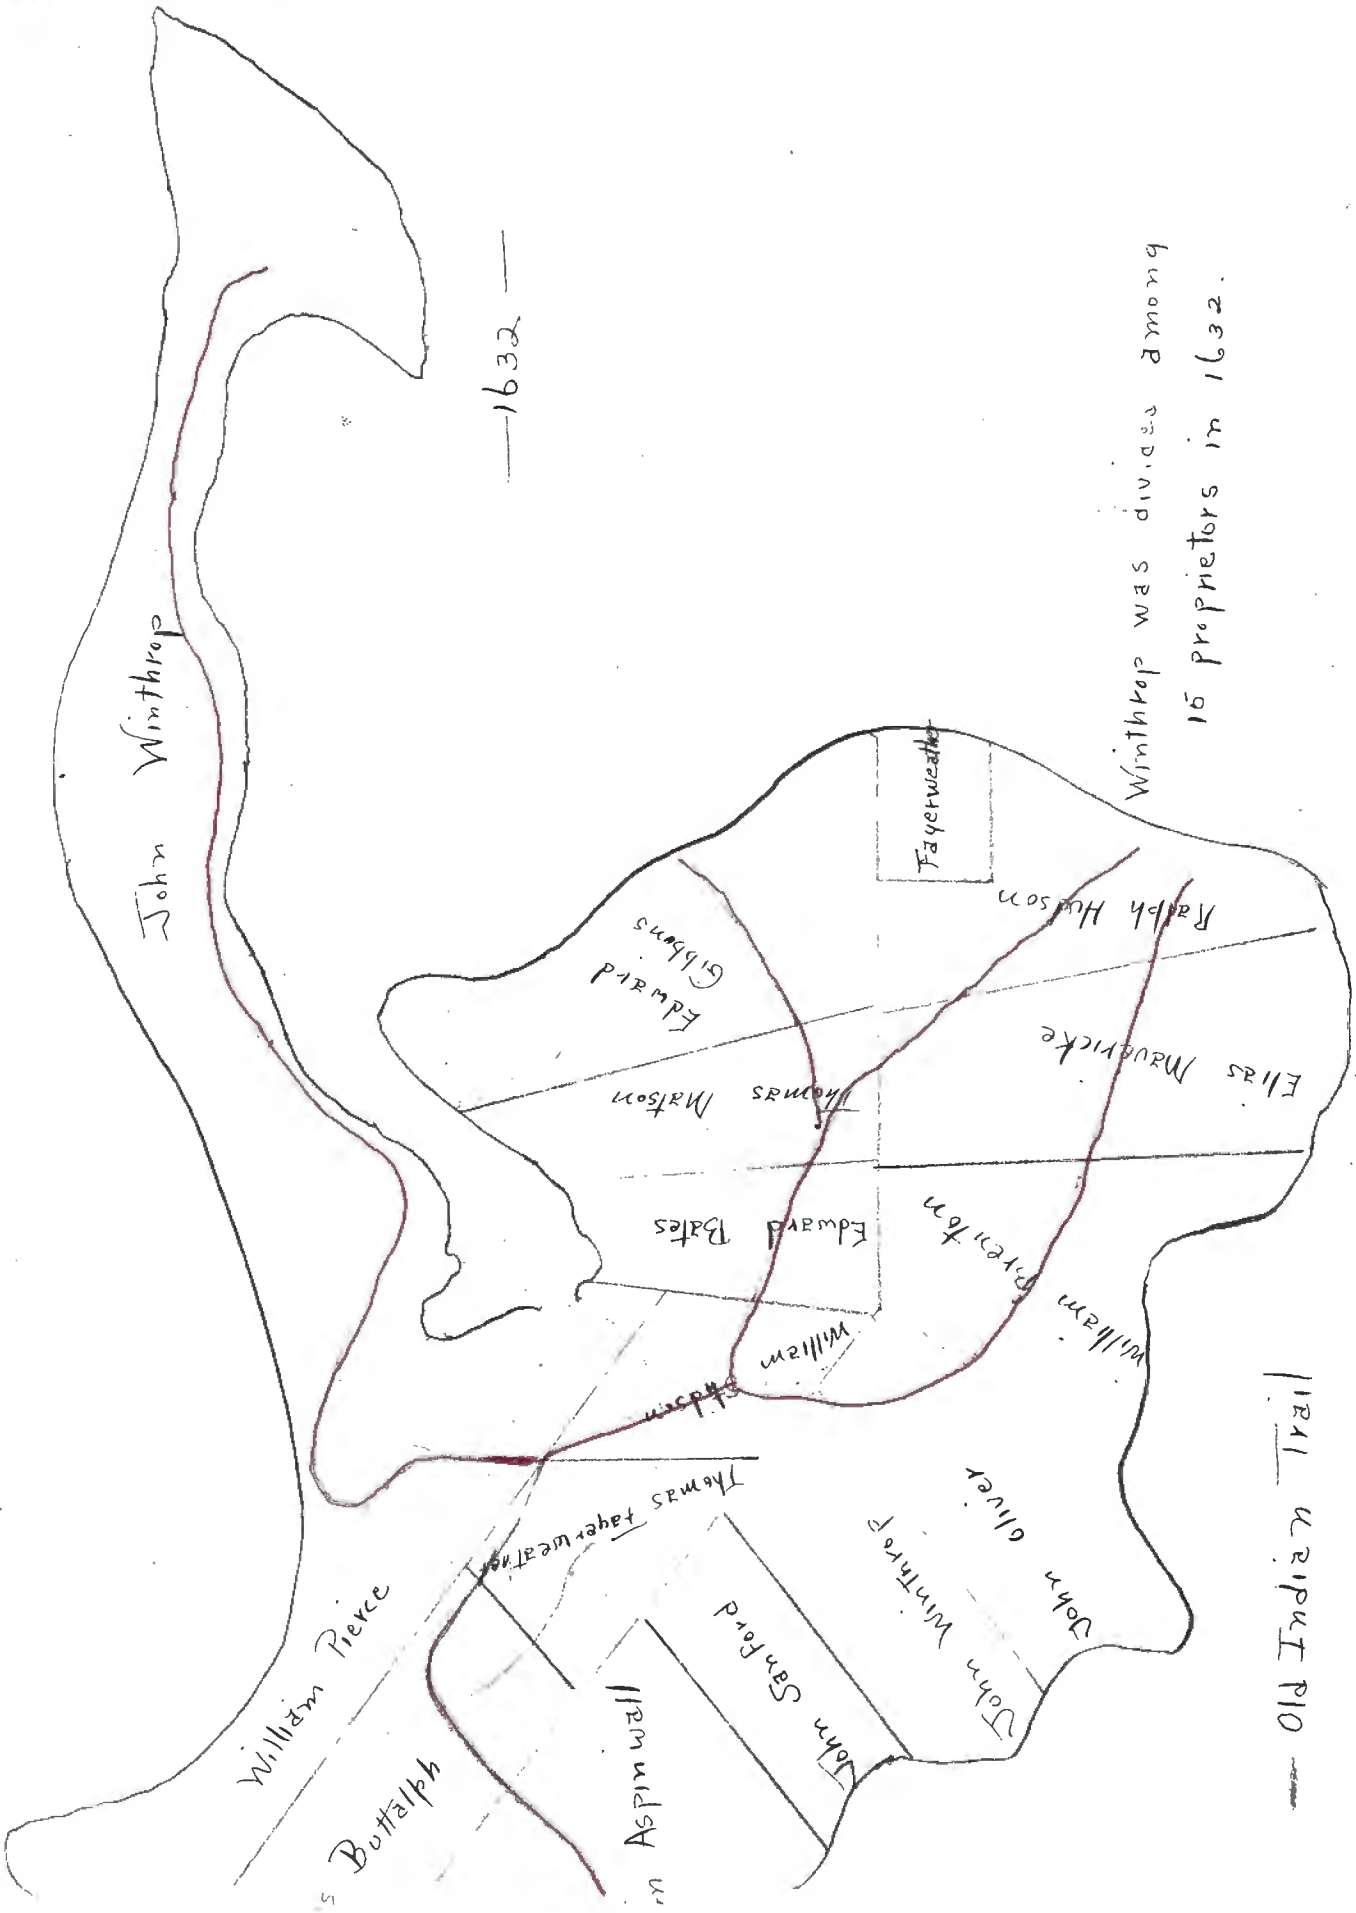 —1632—
Winthrop was divided among
15 proprietors in 1632.
— Old Indian Trail
John Winthrop
William Pierce
s Buttalph
n Aspinwall
John Sanford
Thomas Fayerweather
John Winthrop
John Oliver
William
Hudson
William Brenton
Edward Bates
Thomas Matson
Edward
Gibbons
Fayerweather
Ralph Hudson
Elias Mavericke